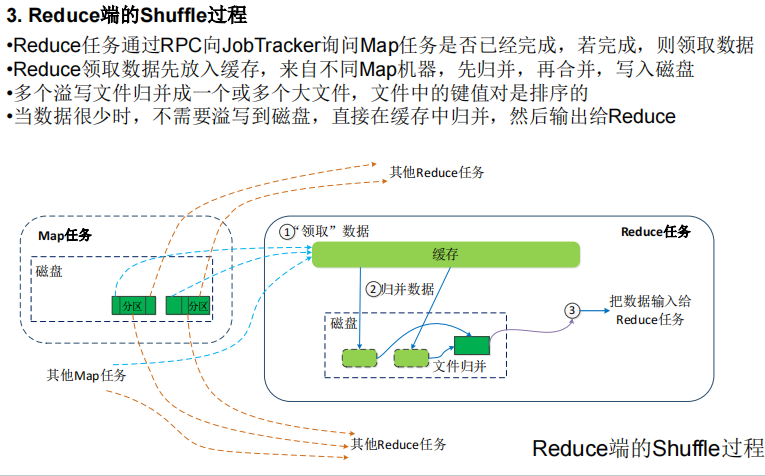 3. Reduce端的Shuffle过程
•Reduce任务通过RPC向JobTracker询问Map任务是否已经完成，若完成，则领取数据
•Reduce领取数据先放入缓存，来自不同Map机器，先归并，再合并，写入磁盘
•多个溢写文件归并成一个或多个大文件，文件中的键值对是排序的
•当数据很少时，不需要溢写到磁盘，直接在缓存中归并，然后输出给Reduce
其他Reduce任务
Map任务
磁盘
分区
分区
其他Map任务
①“领取”数据
Reduce任务
缓存
②归并数据
磁盘
文件归并
③
把数据输入给
Reduce任务
其他Reduce任务
Reduce端的Shuffle过程